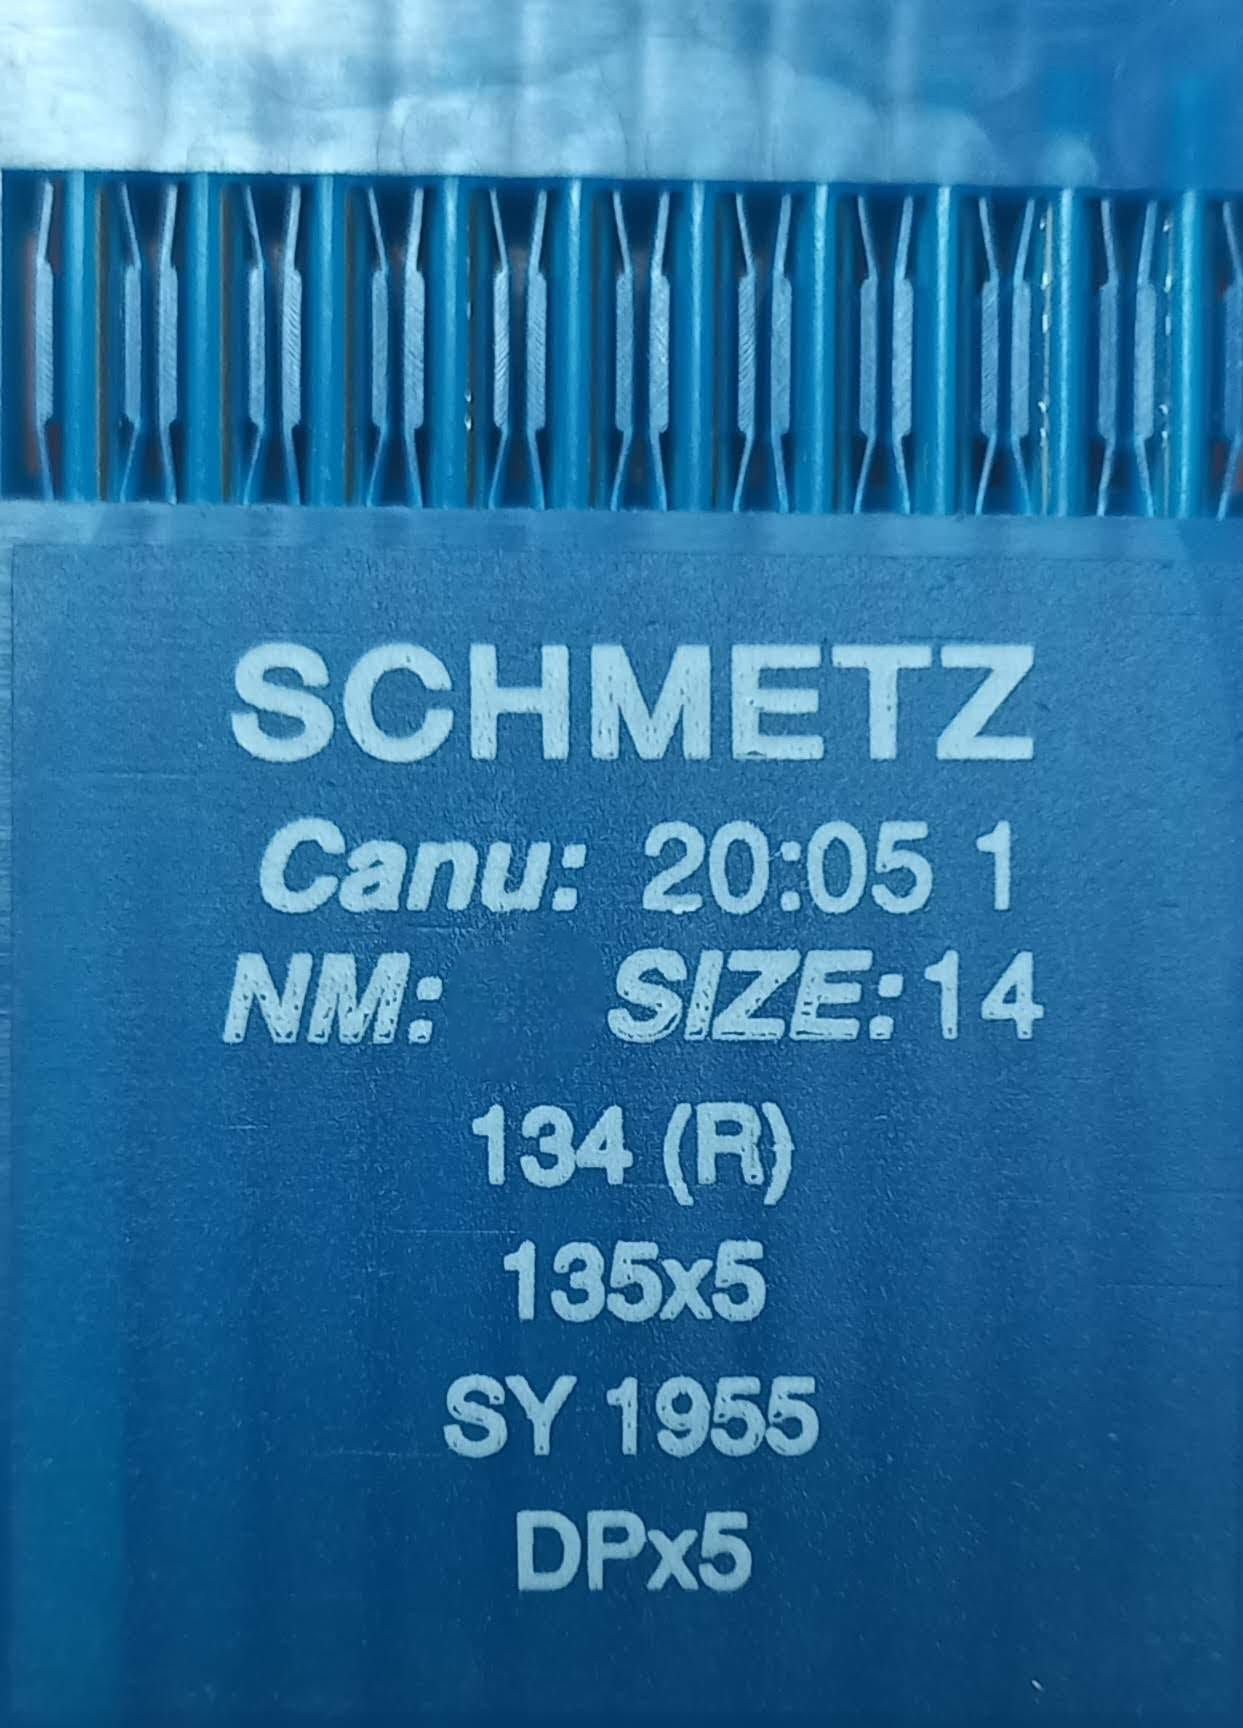 SCHMETZ
Canu: 20:05 1
NM: SIZE:14
134 (R)
135x5
SY 1955
DPx5